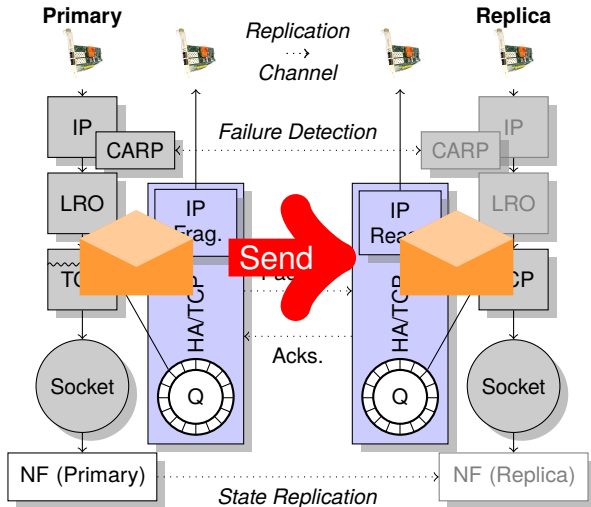 Primary
Replication
Channel
Replica
IP
CARP
Failure Detection
CARP
IP
LRO
IP
Frag.
Send
IP
LRO
HA/TCP
HA/TCP
Acks.
Socket
Q
Q
Socket
NF (Primary)
State Replication
NF (Replica)